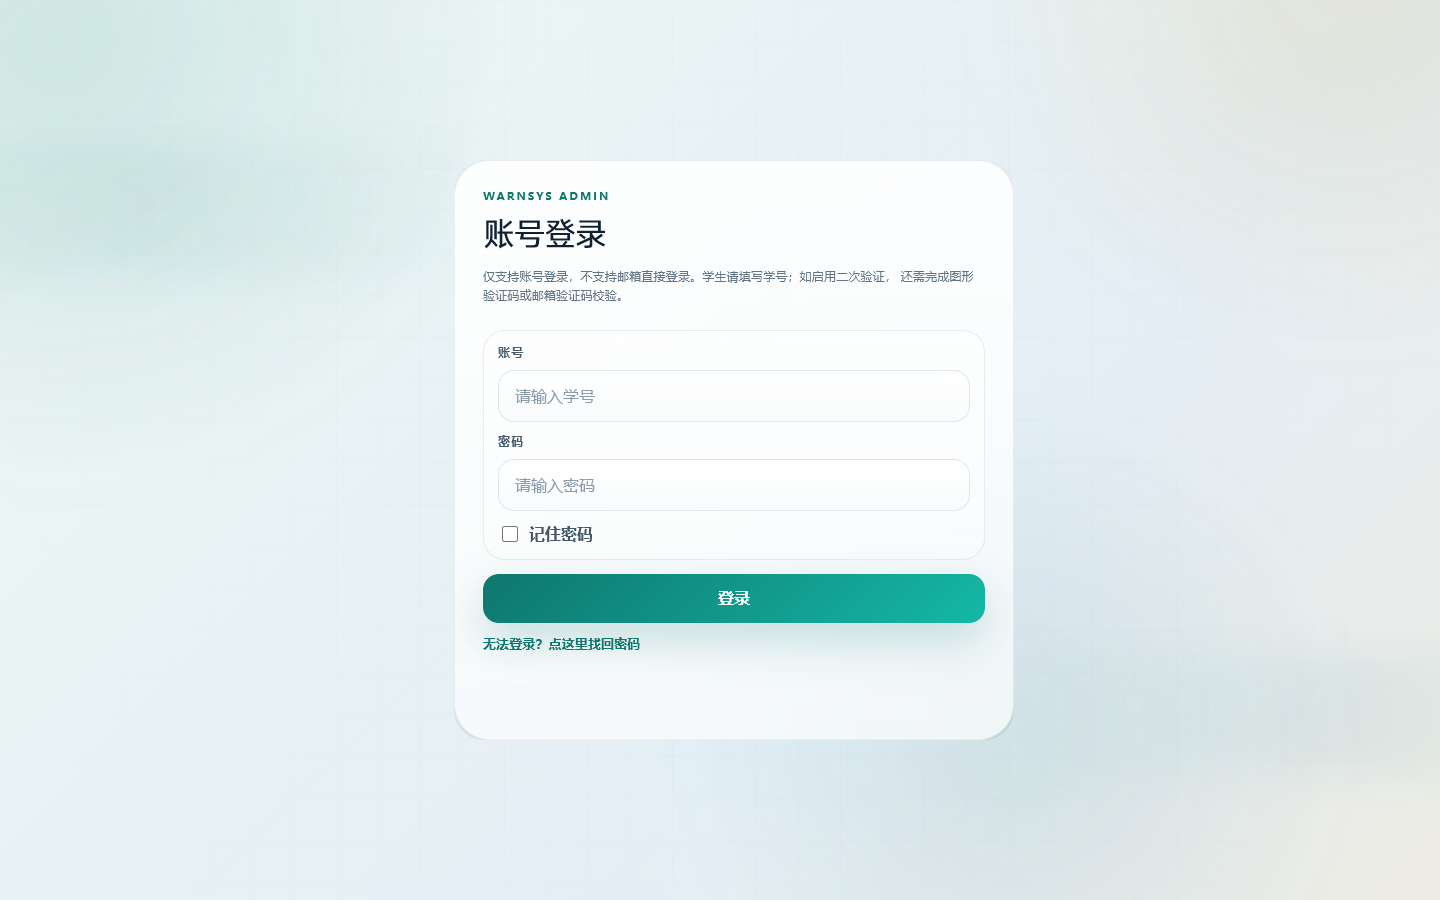 WARNSYS ADMIN
账号登录
仅支持账号登录，不支持邮箱直接登录。学生请填写学号；如启用二次验证， 还需完成图形
验证码或邮箱验证码校验。
账号
请输入学号
密码
请输入密码
记住密码
登录
无法登录？点这里找回密码